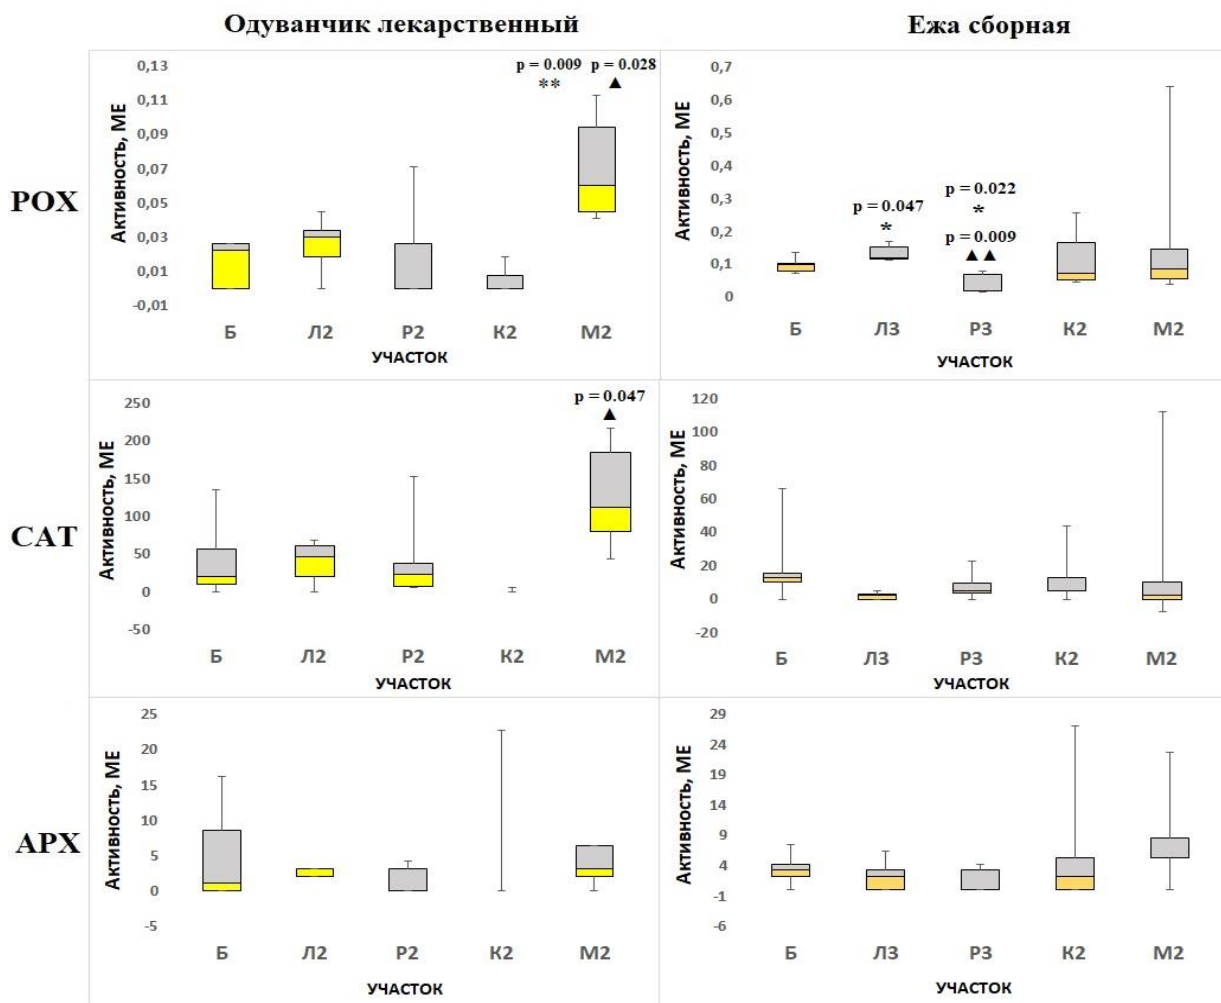 Одуванчик лекарственный
Ежа сборная
POX
Активность, МЕ
0,13
0,11
0,09
0,07
0,05
0,03
0,01
-0,01
p = 0.009 p = 0.028
** ▲
Б Л2 Р2 К2 М2
УЧАСТОК
Активность, МЕ
0,7
0,6
0,5
0,4
0,3
0,2
0,1
0
p = 0.047
*
p = 0.022
*
p = 0.009
▲▲
Б Л3 Р3 К2 М2
УЧАСТОК
CAT
Активность, МЕ
250
200
150
100
50
0
-50
p = 0.047
▲
Б Л2 Р2 К2 М2
УЧАСТОК
Активность, МЕ
120
100
80
60
40
20
0
-20
Б Л3 Р3 К2 М2
УЧАСТОК
APX
Активность, МЕ
25
20
15
10
5
0
-5
Б Л2 Р2 К2 М2
УЧАСТОК
Активность, МЕ
29
24
19
14
9
4
-1
-6
Б Л3 Р3 К2 М2
УЧАСТОК